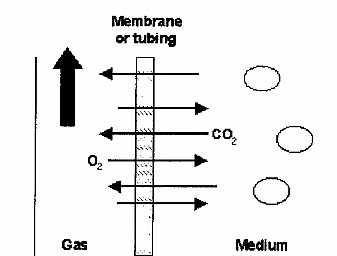 Membrane
or tubing
CO2
O2
Gas
Medium